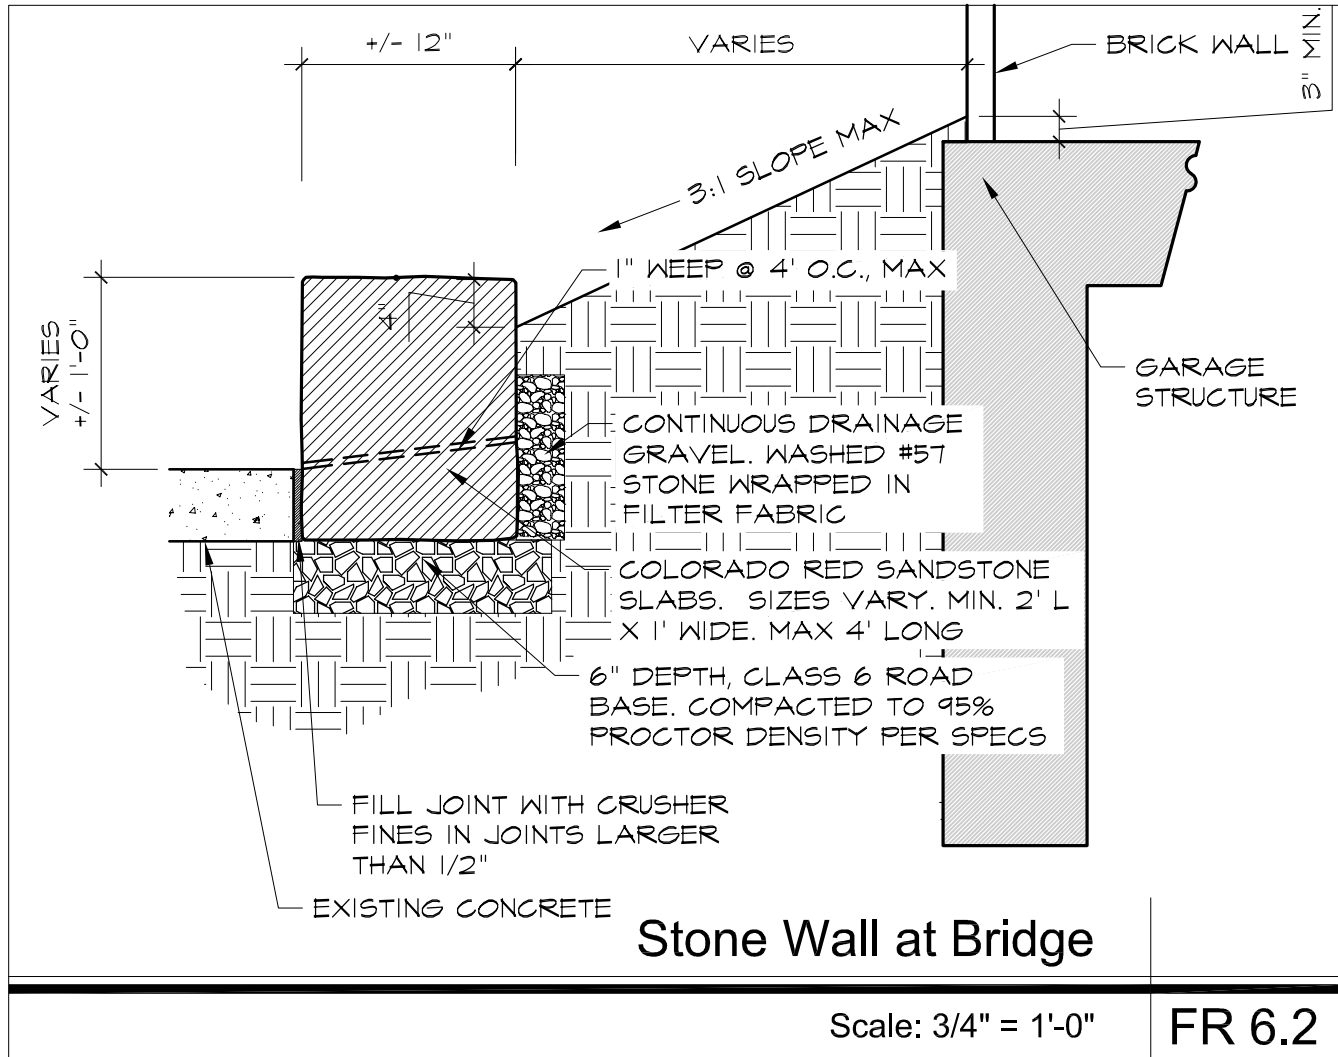 +/- 12"
VARIES
BRICK WALL
3" MIN.
3:1 SLOPE MAX
1" WEEP @ 4' O.C., MAX
4"
VARIES
+/- 1'-0"
GARAGE
STRUCTURE
CONTINUOUS DRAINAGE
GRAVEL. WASHED #57
STONE WRAPPED IN
FILTER FABRIC
COLORADO RED SANDSTONE
SLABS. SIZES VARY. MIN. 2' L
X 1' WIDE. MAX 4' LONG
6" DEPTH, CLASS 6 ROAD
BASE. COMPACTED TO 95%
PROCTOR DENSITY PER SPECS
FILL JOINT WITH CRUSHER
FINES IN JOINTS LARGER
THAN 1/2"
EXISTING CONCRETE
Stone Wall at Bridge
Scale: 3/4" = 1'-0"
FR 6.2